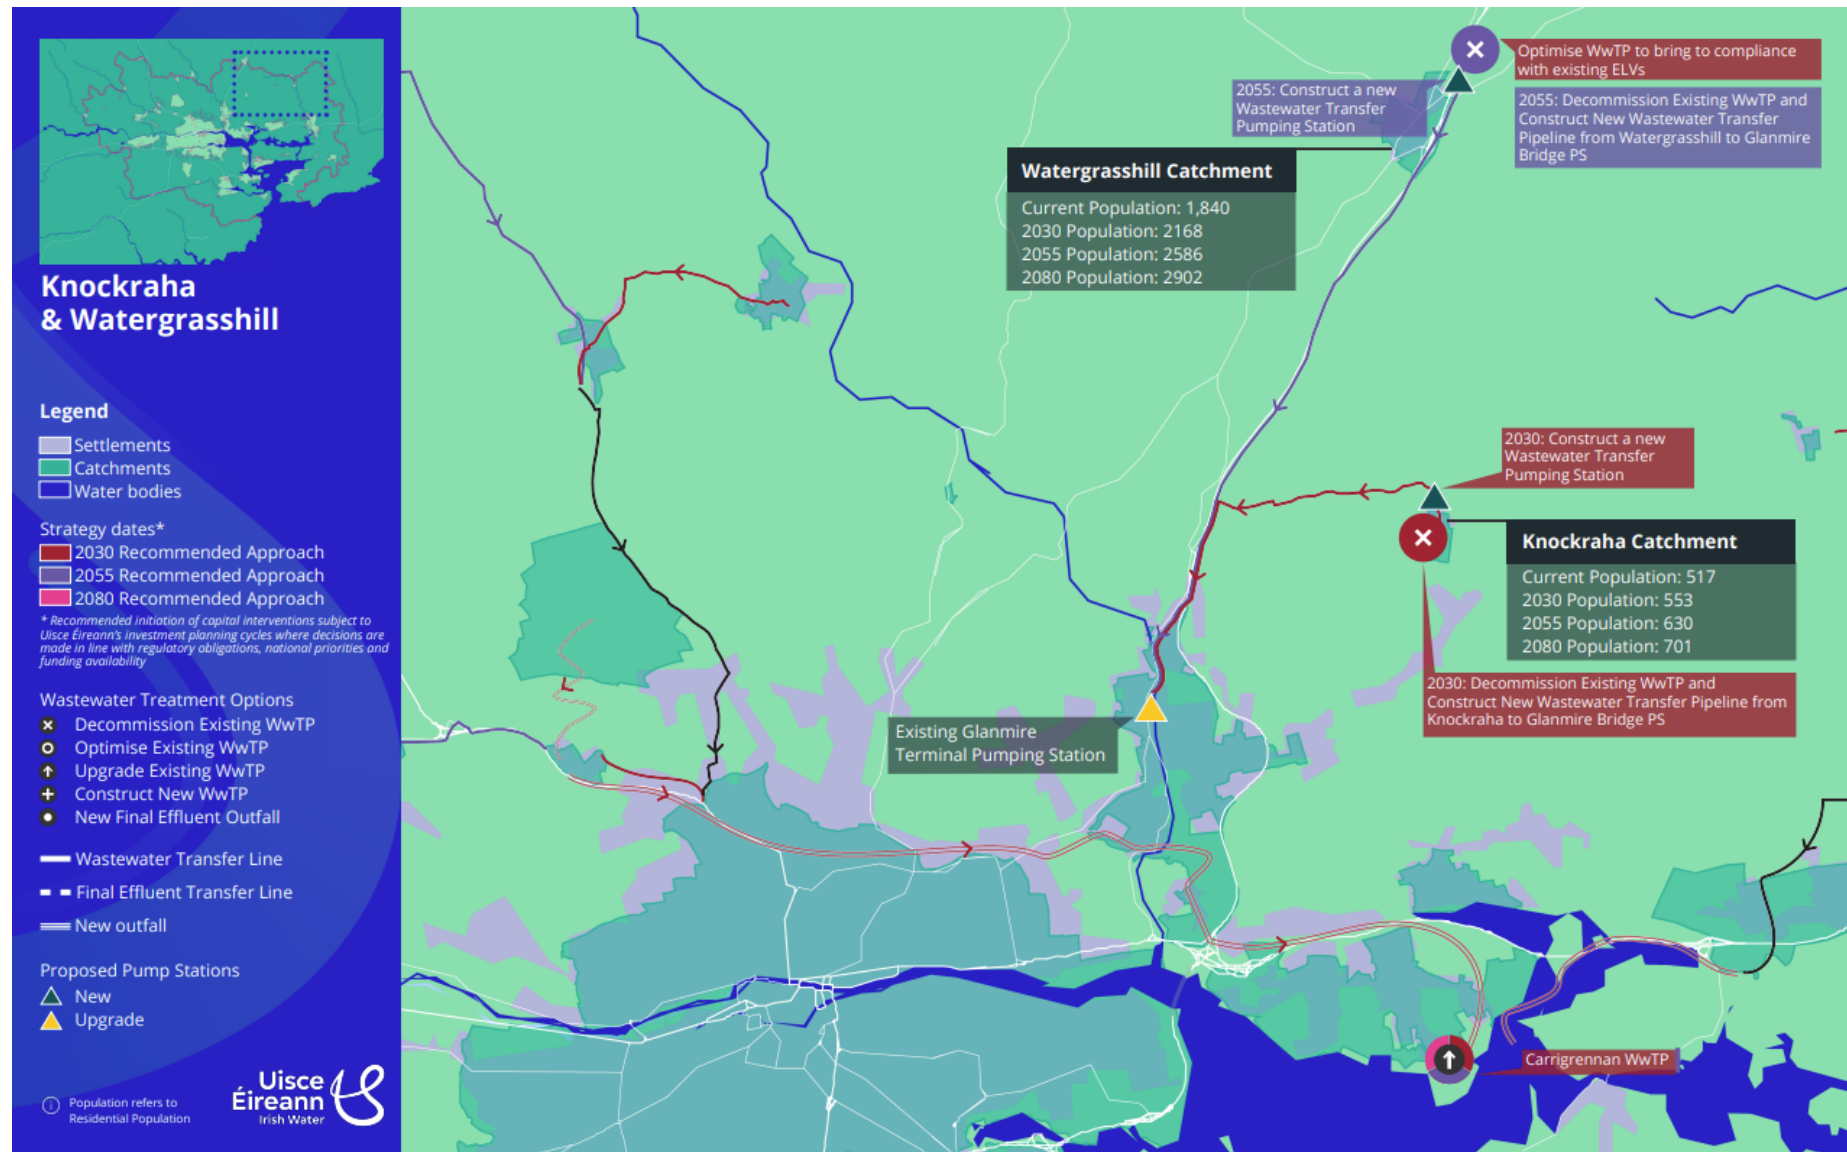 Knockraha
& Watergrasshill
Legend
Settlements
Catchments
Water bodies
Strategy dates*
2030 Recommended Approach
2055 Recommended Approach
2080 Recommended Approach
* Recommended initiation of capital interventions subject to
Uisce Éireann's investment planning cycles where decisions are
made in line with regulatory obligations, national priorities and
funding availability
Wastewater Treatment Options
Decommission Existing WwTP
Optimise Existing WwTP
Upgrade Existing WwTP
Construct New WwTP
New Final Effluent Outfall
Wastewater Transfer Line
Final Effluent Transfer Line
New outfall
Proposed Pump Stations
New
Upgrade
Population refers to
Residential Population
Uisce
Éireann
Irish Water
Optimise WwTP to bring to compliance
with existing ELVs
2055: Construct a new
Wastewater Transfer
Pumping Station
2055: Decommission Existing WwTP and
Construct New Wastewater Transfer
Pipeline from Watergrasshill to Glanmire
Bridge PS
Watergrasshill Catchment
Current Population: 1,840
2030 Population: 2168
2055 Population: 2586
2080 Population: 2902
2030: Construct a new
Wastewater Transfer
Pumping Station
Knockraha Catchment
Current Population: 517
2030 Population: 553
2055 Population: 630
2080 Population: 701
2030: Decommission Existing WwTP and
Construct New Wastewater Transfer Pipeline from
Knockraha to Glanmire Bridge PS
Existing Glanmire
Terminal Pumping Station
Carrigrennan WwTP